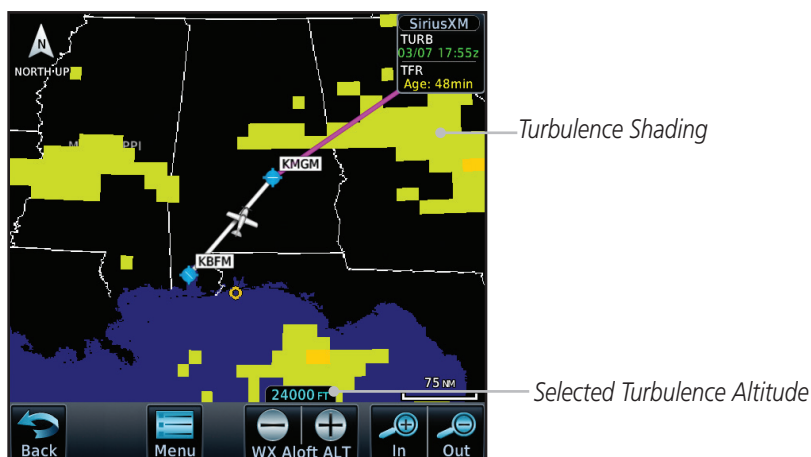 SiriusXM
N
TURB
03/07 17:55z
NORTH UP
TFR
Age: 48min
Turbulence Shading
KMGM
KBFM
75 NM
24000 FT
Selected Turbulence Altitude
Back
Menu
WX Aloft ALT
In
Out